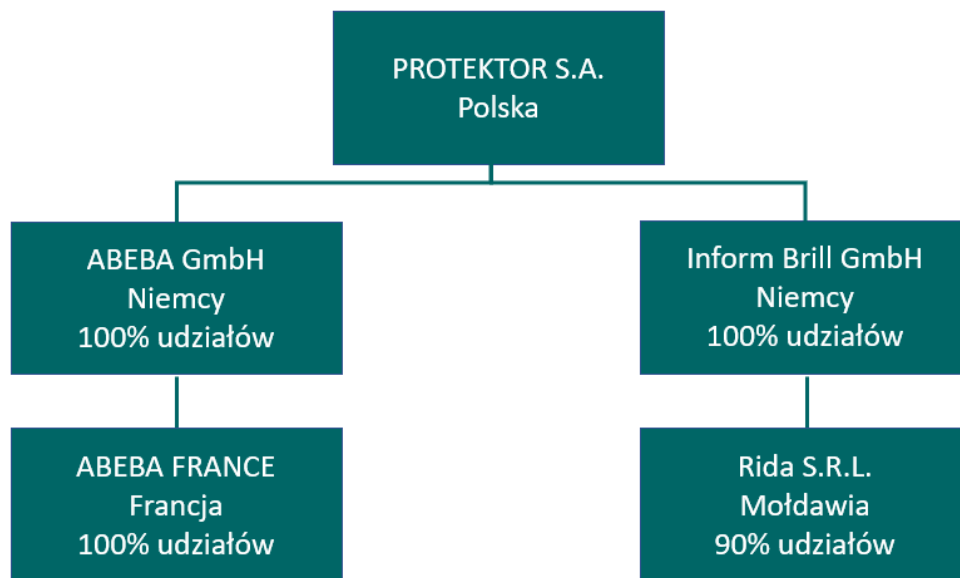 PROTEKTOR S.A.
Polska
ABEBA GmbH
Niemcy
100% udziałów
Inform Brill GmbH
Niemcy
100% udziałów
ABEBA FRANCE
Francja
100% udziałów
Rida S.R.L.
Mołdawia
90% udziałów